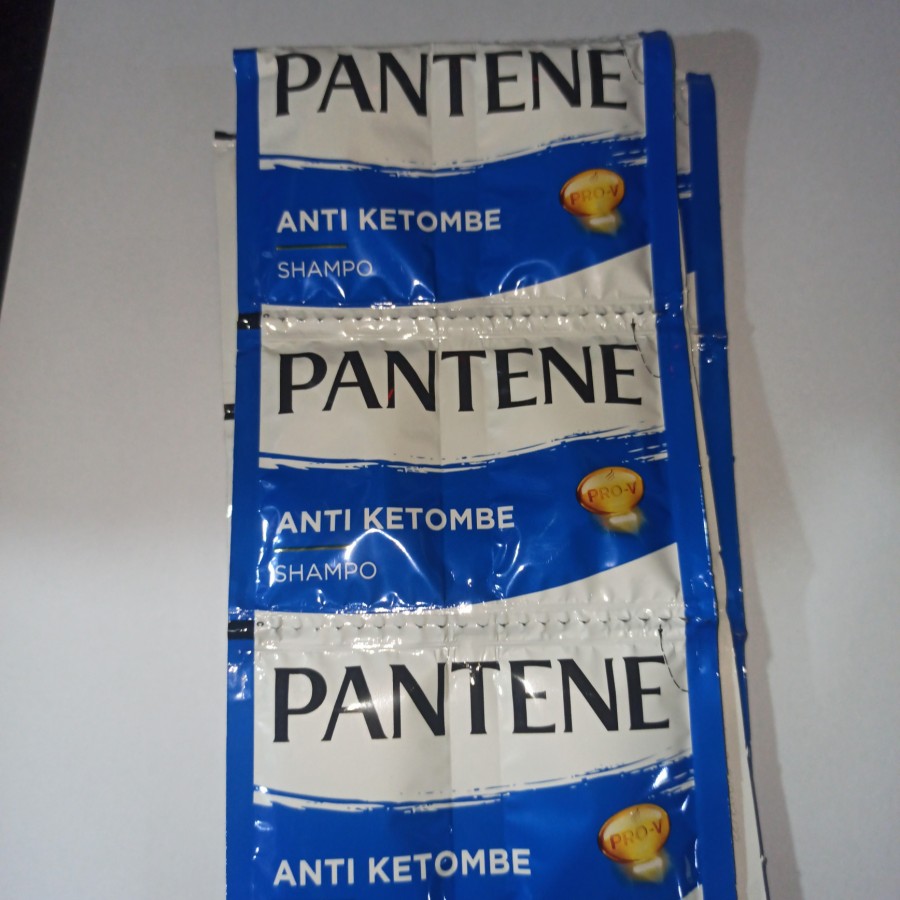 PANTENE
PRO-V
ANTI KETOMBE
SHAMPO
PANTENE
PRO-V
ANTI KETOMBE
SHAMPO
PANTENE
PRO-V
ANTI KETOMBE